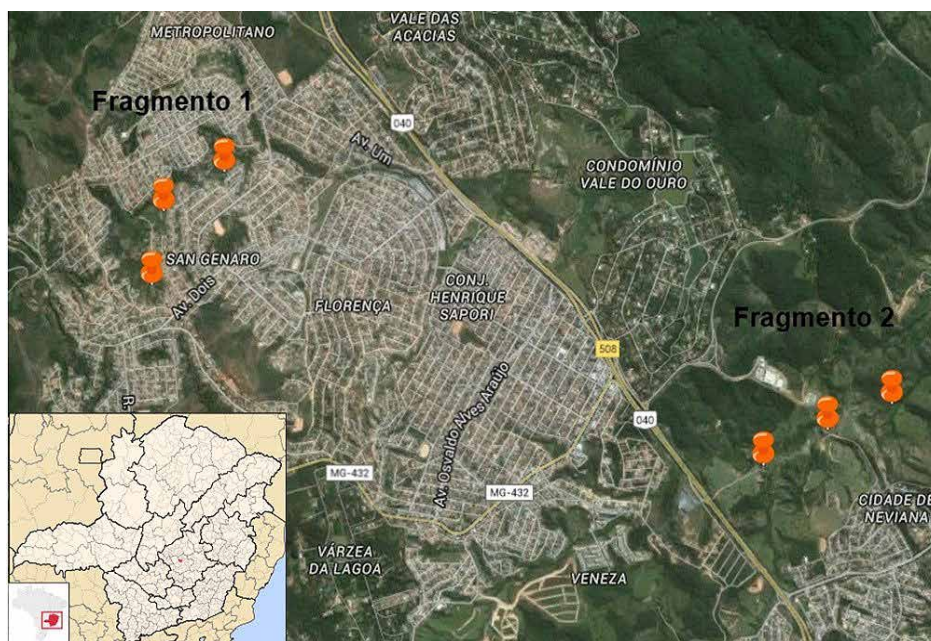 METROPOLITANO
VALE DAS
ACACIAS
Fragmento 1
040
Av. Um
CONDOMÍNIO
VALE DO OURO
SAN GENARO
Av. Dois
FLORENÇA
CONJ.
HENRIQUE
SAPORI
Fragmento 2
508
R.
Av. Osvaldo Alves Araújo
040
MG-432
MG-432
CIDADE DE
NEVIANA
VÁRZEA
DA LAGOA
VENEZA